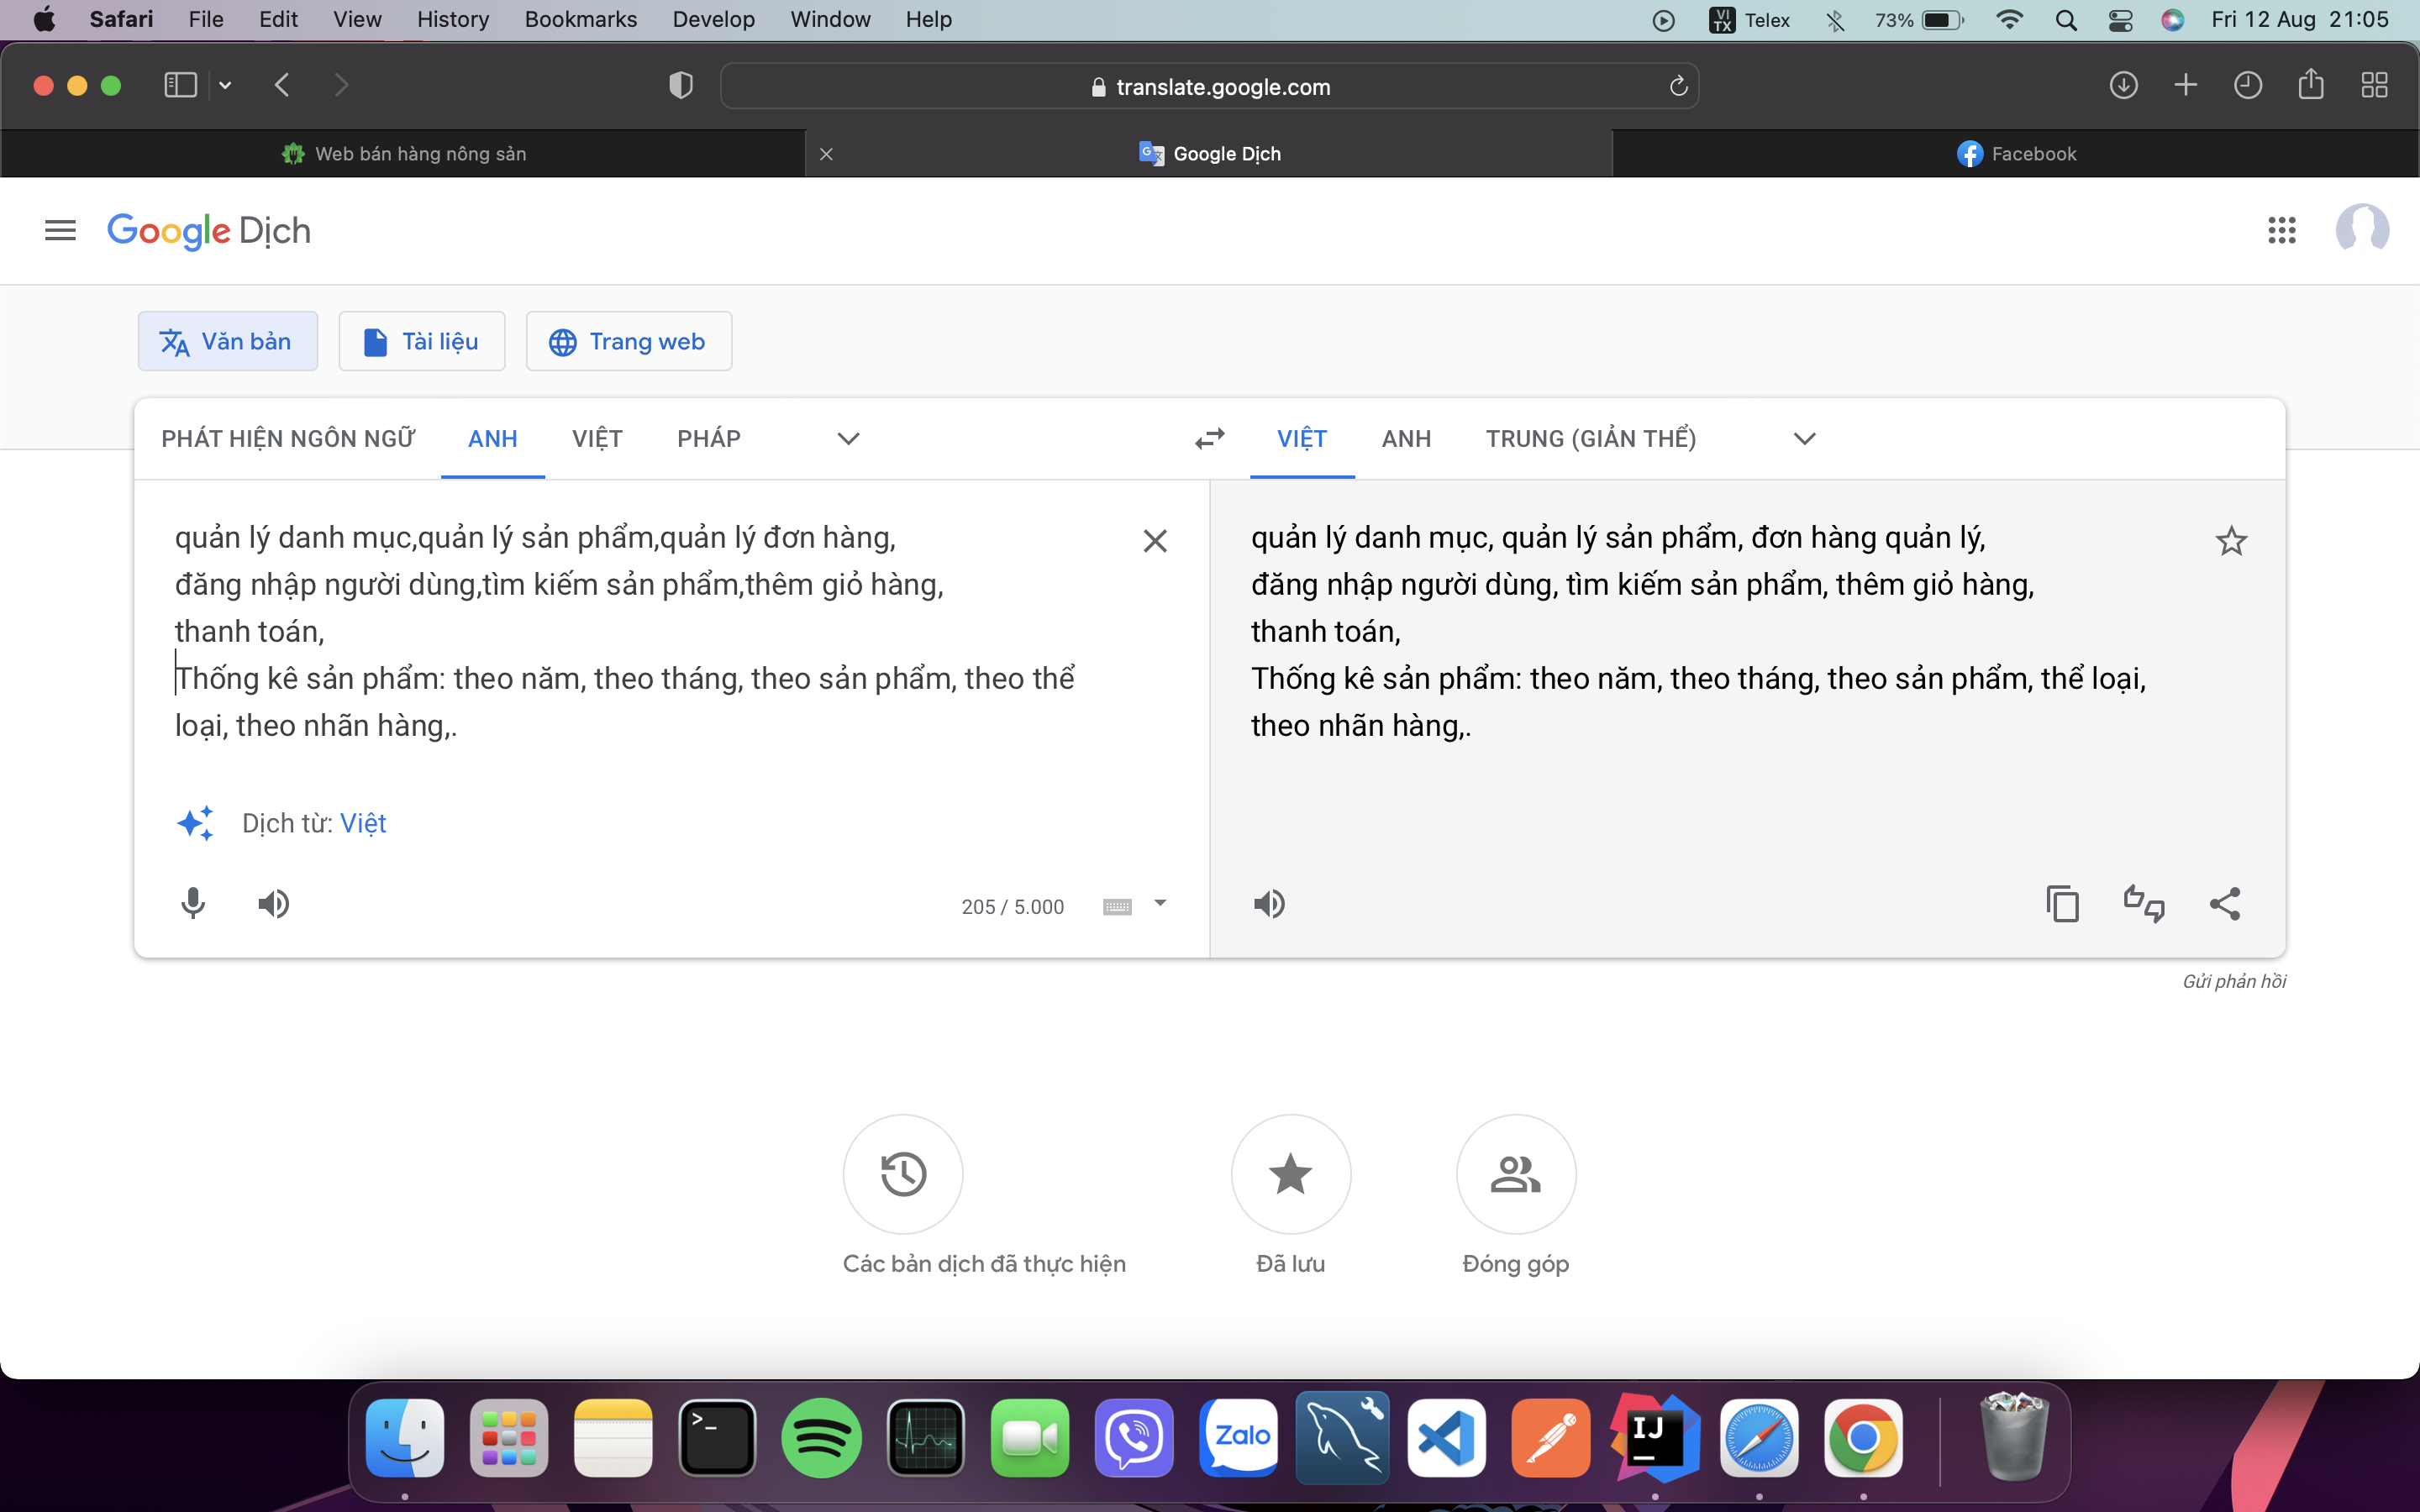 Safari File Edit View History Bookmarks Develop Window Help VI TX Telex 73% Fri 12 Aug 21:05
translate.google.com
Web bán hàng nông sản Google Dịch Facebook
Google Dịch
Văn bản Tài liệu Trang web
PHÁT HIỆN NGÔN NGỮ ANH VIỆT PHÁP VIỆT ANH TRUNG (GIẢN THỂ)
quản lý danh mục,quản lý sản phẩm,quản lý đơn hàng,
đăng nhập người dùng,tìm kiếm sản phẩm,thêm giỏ hàng,
thanh toán,
Thống kê sản phẩm: theo năm, theo tháng, theo sản phẩm, theo thể
loại, theo nhãn hàng,.
quản lý danh mục, quản lý sản phẩm, đơn hàng quản lý,
đăng nhập người dùng, tìm kiếm sản phẩm, thêm giỏ hàng,
thanh toán,
Thống kê sản phẩm: theo năm, theo tháng, theo sản phẩm, thể loại,
theo nhãn hàng,.
Dịch từ: Việt
205 / 5.000
Gửi phản hồi
Các bản dịch đã thực hiện Đã lưu Đóng góp
>_ Zalo IJ